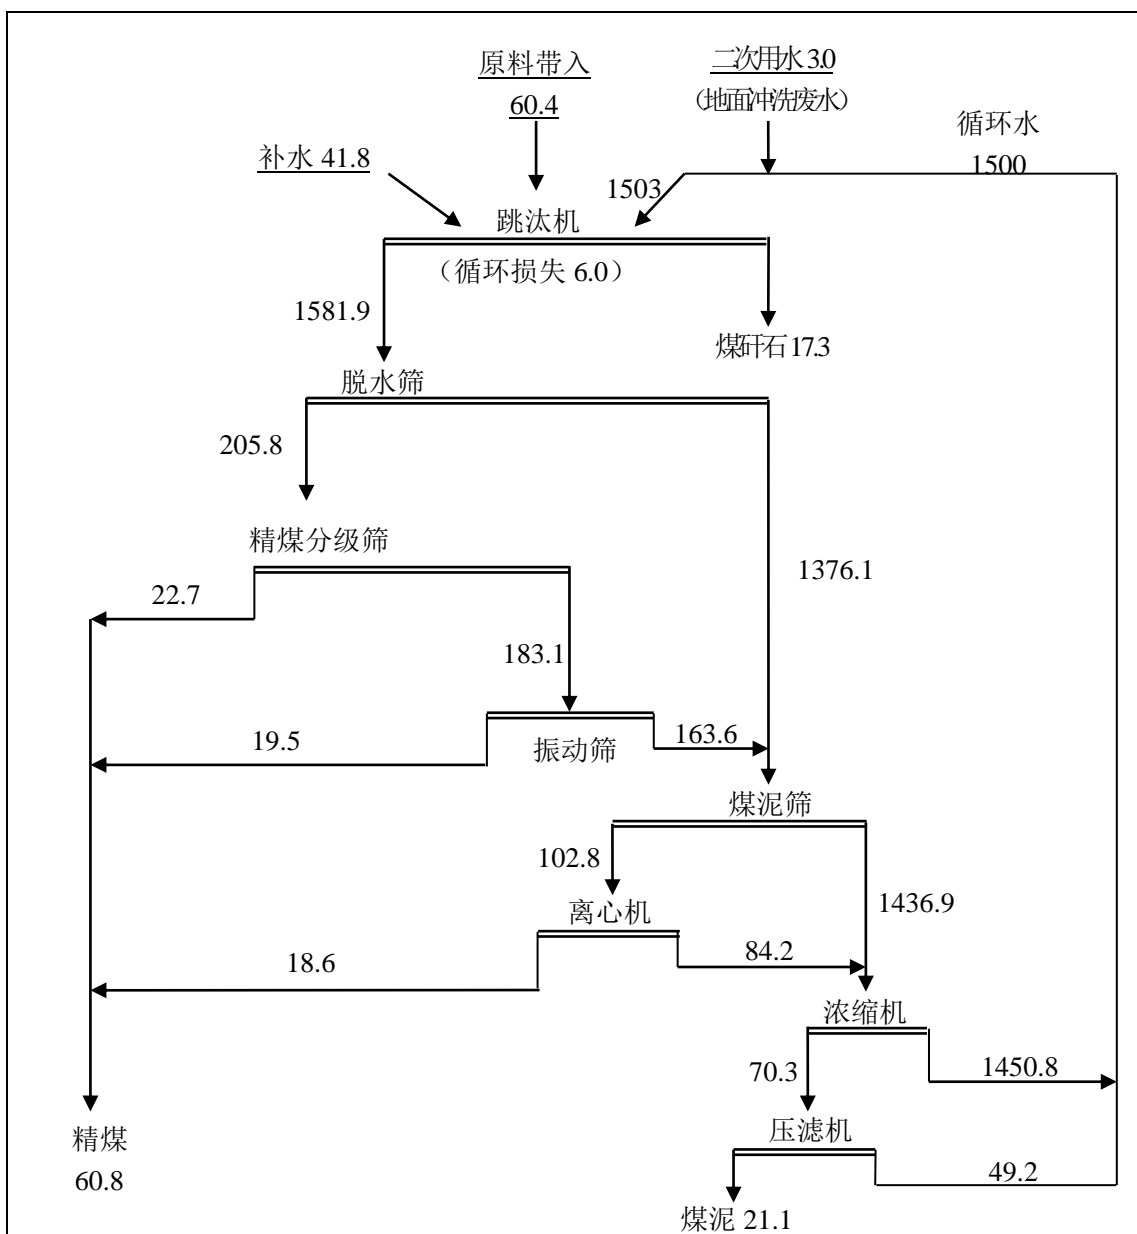 原料带入
60.4
二次用水 3.0
（地面冲洗废水）
循环水
1500
补水 41.8
1503
跳汰机
（循环损失 6.0）
1581.9
煤矸石 17.3
脱水筛
205.8
精煤分级筛
1376.1
22.7
183.1
19.5
振动筛
163.6
煤泥筛
102.8
1436.9
离心机
18.6
84.2
浓缩机
70.3
1450.8
压滤机
精煤
60.8
49.2
煤泥 21.1